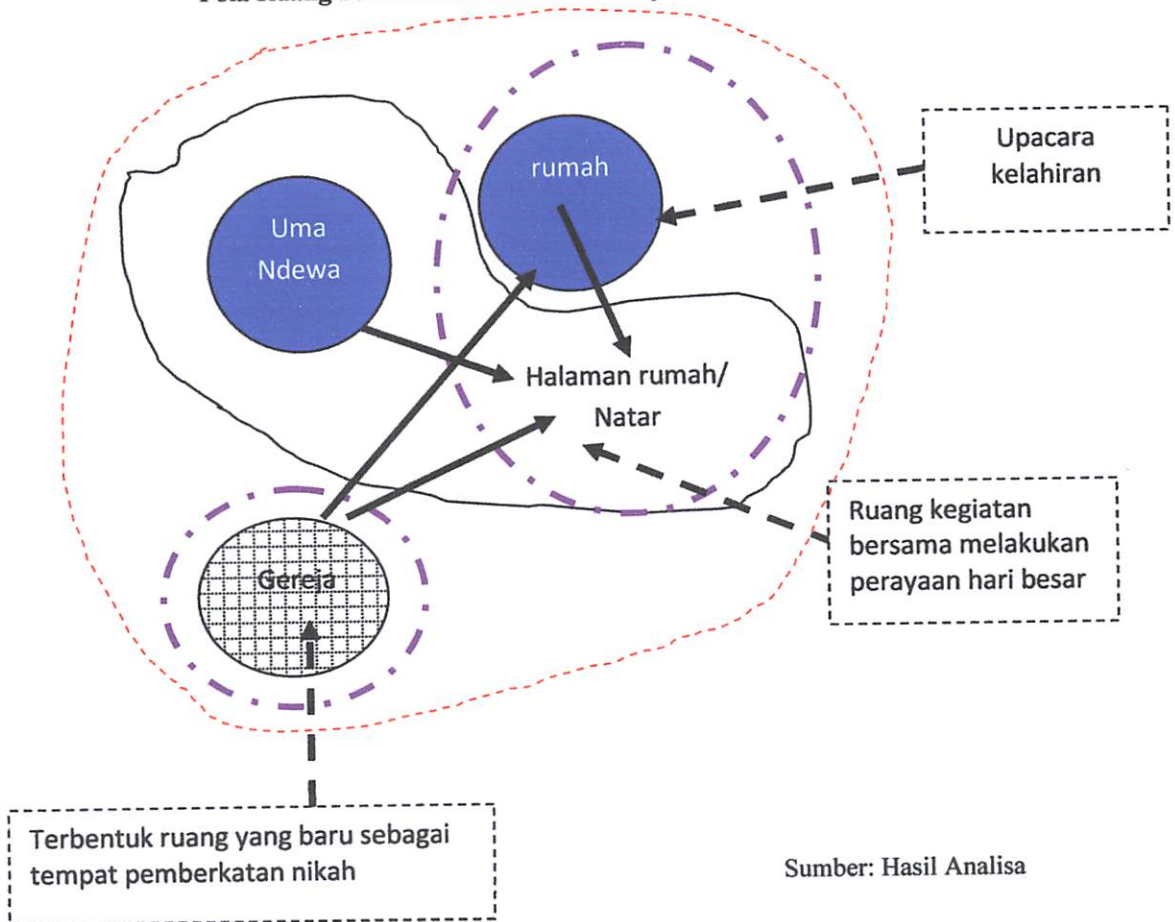 rumah
Upacara
kelahiran
Uma
Ndewa
Halaman rumah/
Natar
Ruang kegiatan
bersama melakukan
perayaan hari besar
Gereja
Terbentuk ruang yang baru sebagai
tempat pemberkatan nikah
Sumber: Hasil Analisa